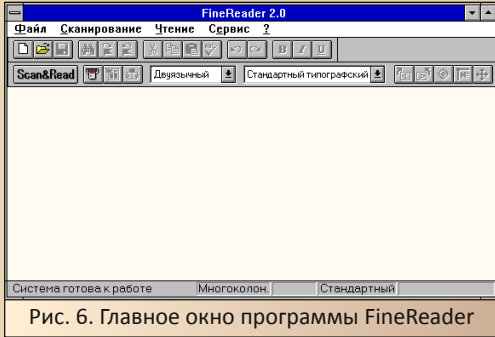 FineReader 2.0
Файл Сканирование Чтение Сервис ?
B I U
Scan&Read Двуязычный Стандартный типографский
Система готова к работе Многоколон. Стандартный
Рис. 6. Главное окно программы FineReader